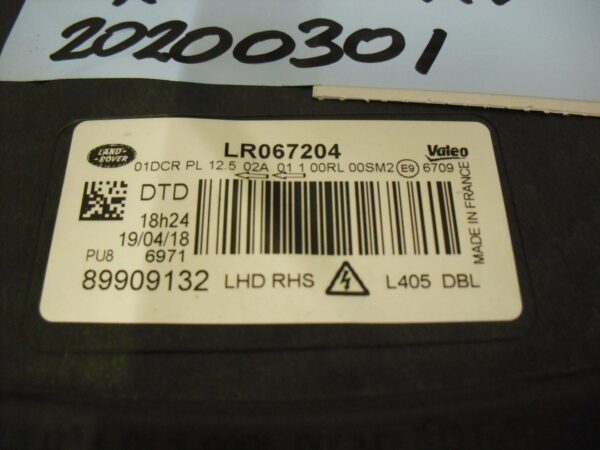 20200301
LAND-
ROVER
LR067204
Valeo
01DCR PL 12.5 02A 01 1 00RL 00SM2 E9 6709
DTD
18h24
19/04/18
PU8 6971
MADE IN FRANCE
89909132 LHD RHS L405 DBL